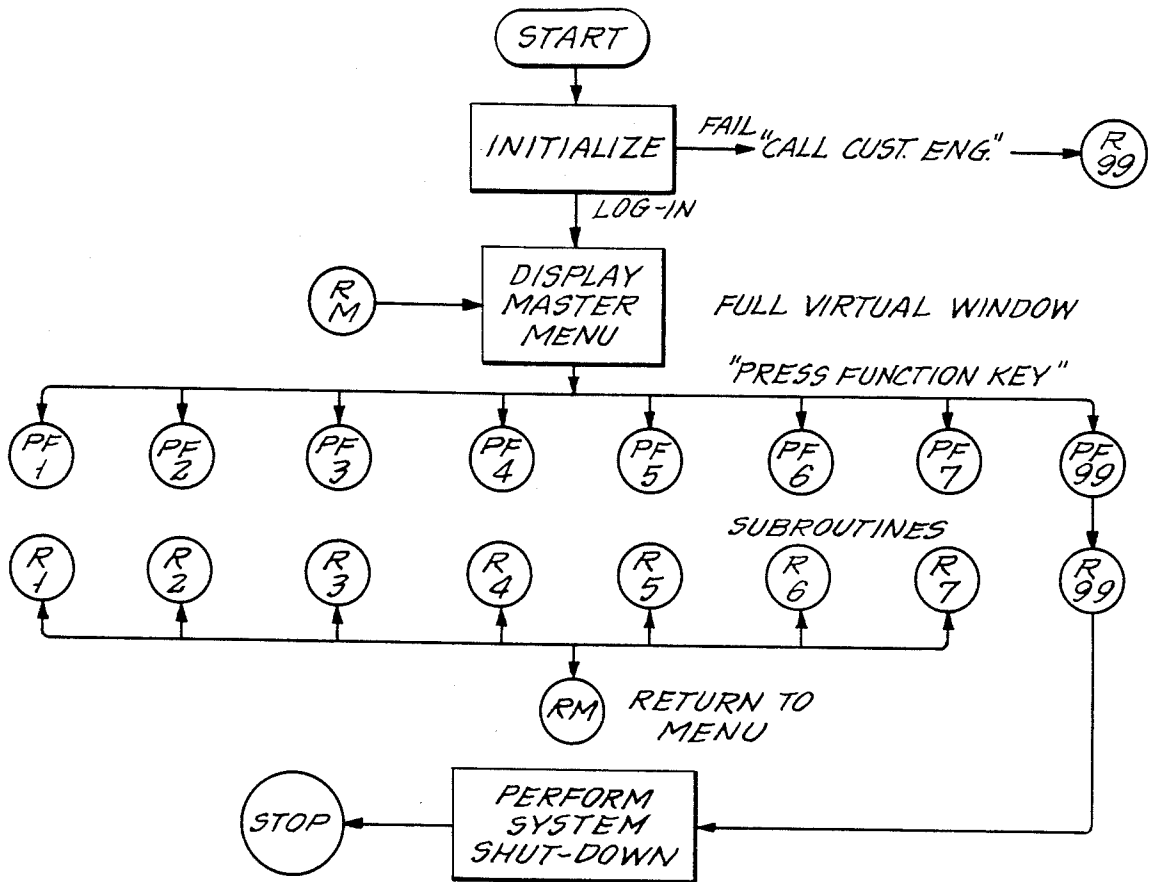 START
INITIALIZE
FAIL
"CALL CUST. ENG."
R
99
LOG-IN
R
M
DISPLAY
MASTER
MENU
FULL VIRTUAL WINDOW
"PRESS FUNCTION KEY"
PF
1
PF
2
PF
3
PF
4
PF
5
PF
6
PF
7
PF
99
SUBROUTINES
R
1
R
2
R
3
R
4
R
5
R
6
R
7
R
99
RM
RETURN TO
MENU
STOP
PERFORM
SYSTEM
SHUT-DOWN